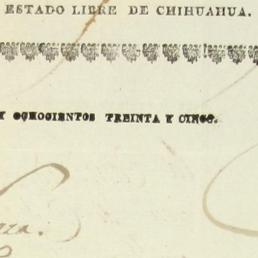 ESTADO LIBRE DE CHIHUAHUA.
Y OCHOCIENTOS TREINTA Y CINCO.